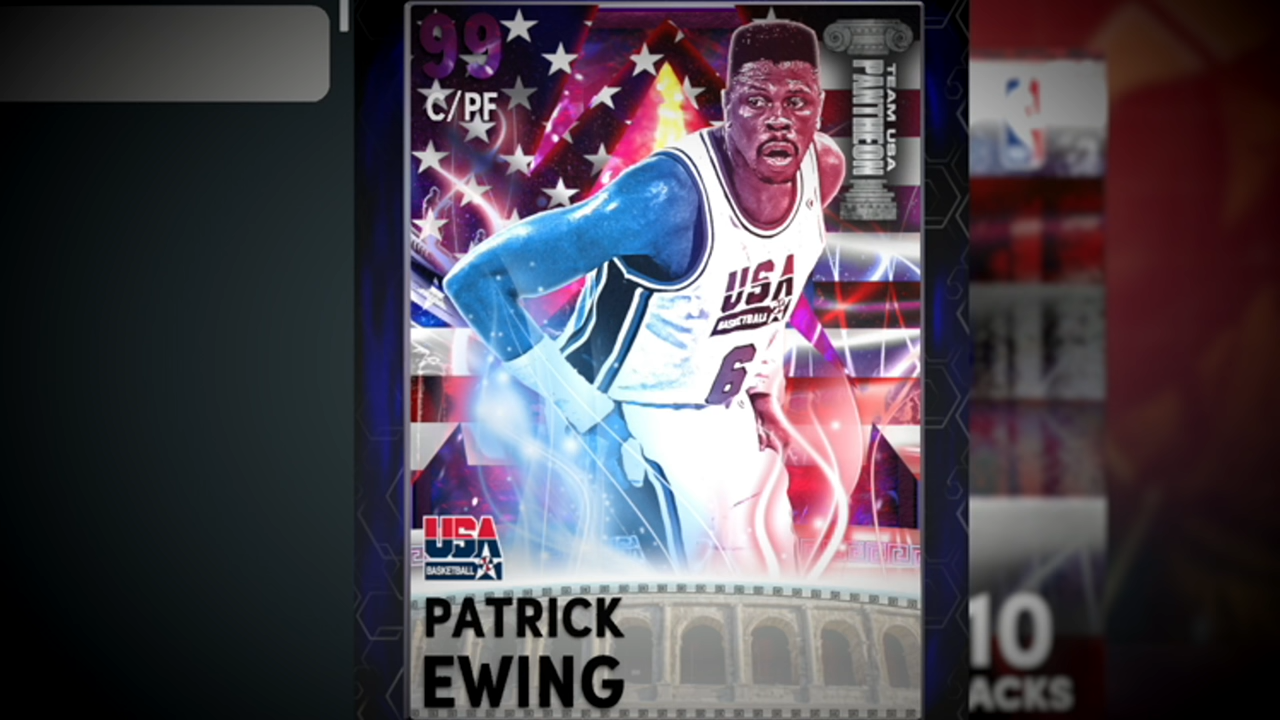 99
C/PF
TEAM USA
PANTHEON
USA
BASKETBALL
6
USA
BASKETBALL
PATRICK
EWING
10
ACKS